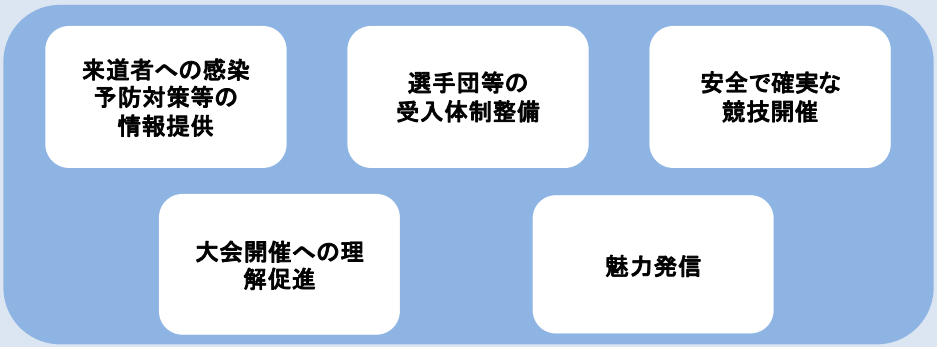 来道者への感染
予防対策等の
情報提供
選手団等の
受入体制整備
安全で確実な
競技開催
大会開催への理
解促進
魅力発信